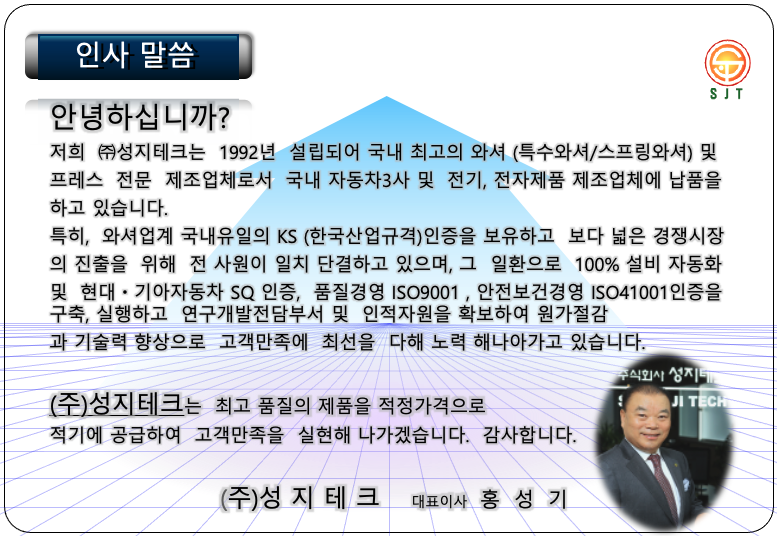 인사 말씀
SJT
안녕하십니까?
저희 ㈜성지테크는 1992년 설립되어 국내 최고의 와셔 (특수와셔/스프링와셔) 및
프레스 전문 제조업체로서 국내 자동차3사 및 전기, 전자제품 제조업체에 납품을
하고 있습니다.
특히, 와셔업계 국내유일의 KS (한국산업규격)인증을 보유하고 보다 넓은 경쟁시장
의 진출을 위해 전 사원이 일치 단결하고 있으며, 그 일환으로 100% 설비 자동화
및 현대・기아자동차 SQ 인증, 품질경영 ISO9001 , 안전보건경영 ISO41001인증을
구축, 실행하고 연구개발전담부서 및 인적자원을 확보하여 원가절감
과 기술력 향상으로 고객만족에 최선을 다해 노력 해나아가고 있습니다.
주식회사 성지테
JI TECH
(주)성지테크는 최고 품질의 제품을 적정가격으로
적기에 공급하여 고객만족을 실현해 나가겠습니다. 감사합니다.
(주)성 지 테 크 대표이사 홍 성 기